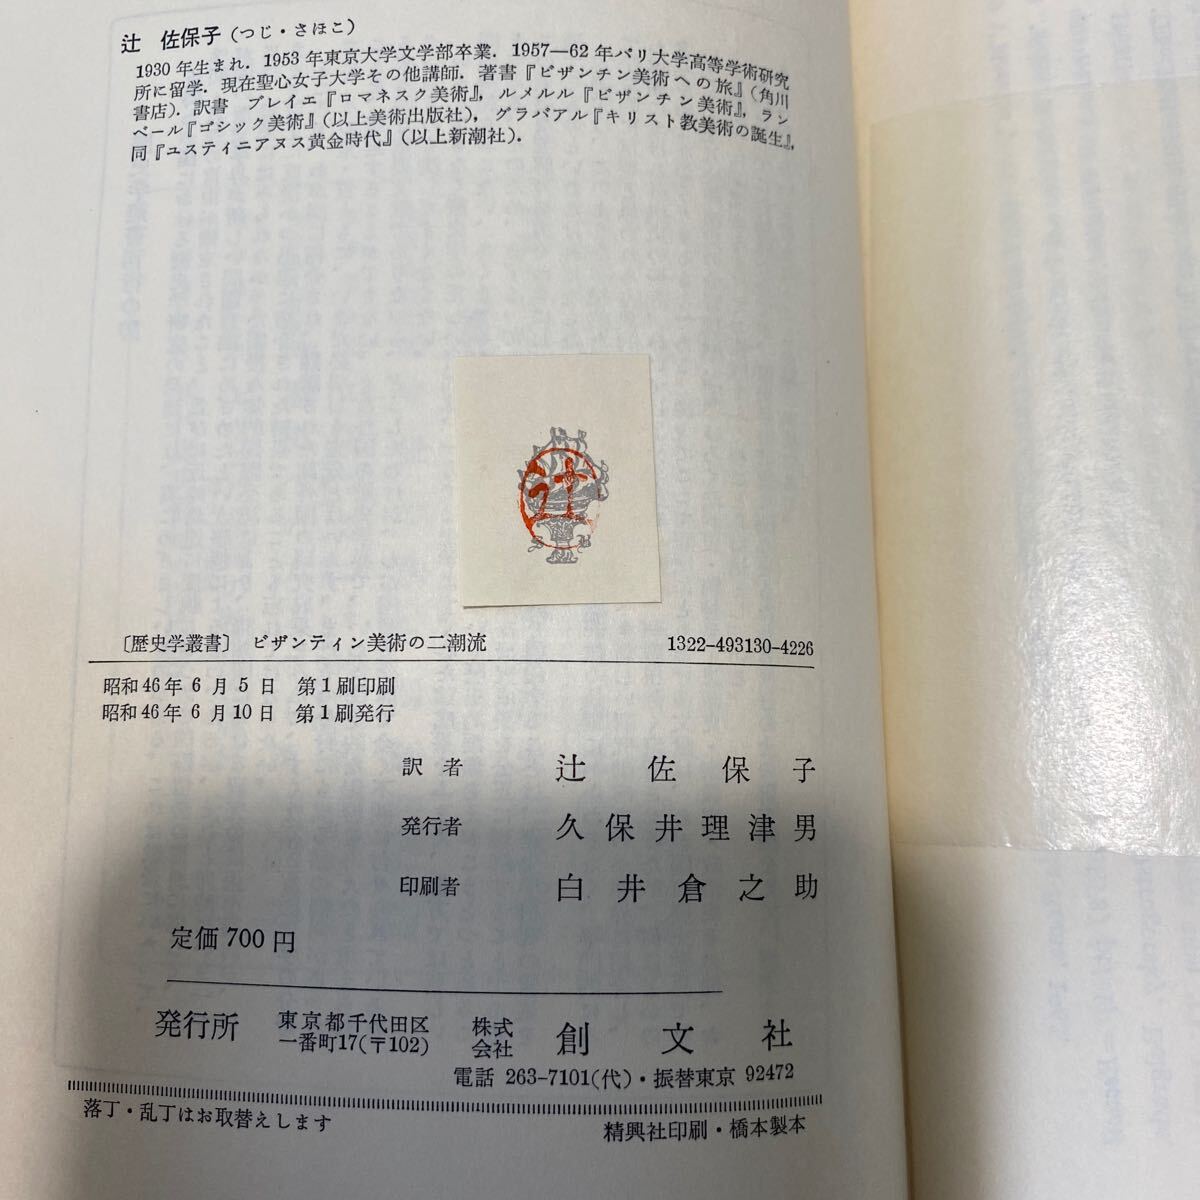 辻　佐保子（つじ・さほこ）
1930年生まれ．1953年東京大学文学部卒業．1957―62年パリ大学高等学術研究
所に留学．現在聖心女子大学その他講師．著書『ビザンチン美術への旅』（角川
書店）．訳書　ブレイエ『ロマネスク美術』，ルメルル『ビザンチン美術』，ラン
ベール『ゴシック美術』（以上美術出版社），グラバアル『キリスト教美術の誕生』，
同『ユスティニアヌス黄金時代』（以上新潮社）．
辻
〔歴史学叢書〕　ビザンティン美術の二潮流　1322-493130-4226
昭和46年6月5日　第1刷印刷
昭和46年6月10日　第1刷発行
訳者　辻佐保子
発行者　久保井理津男
印刷者　白井倉之助
定価700円
発行所　東京都千代田区一番町17(〒102)　株式会社　創文社
電話 263-7101(代)・振替東京 92472
落丁・乱丁はお取替えします　精興社印刷・橋本製本